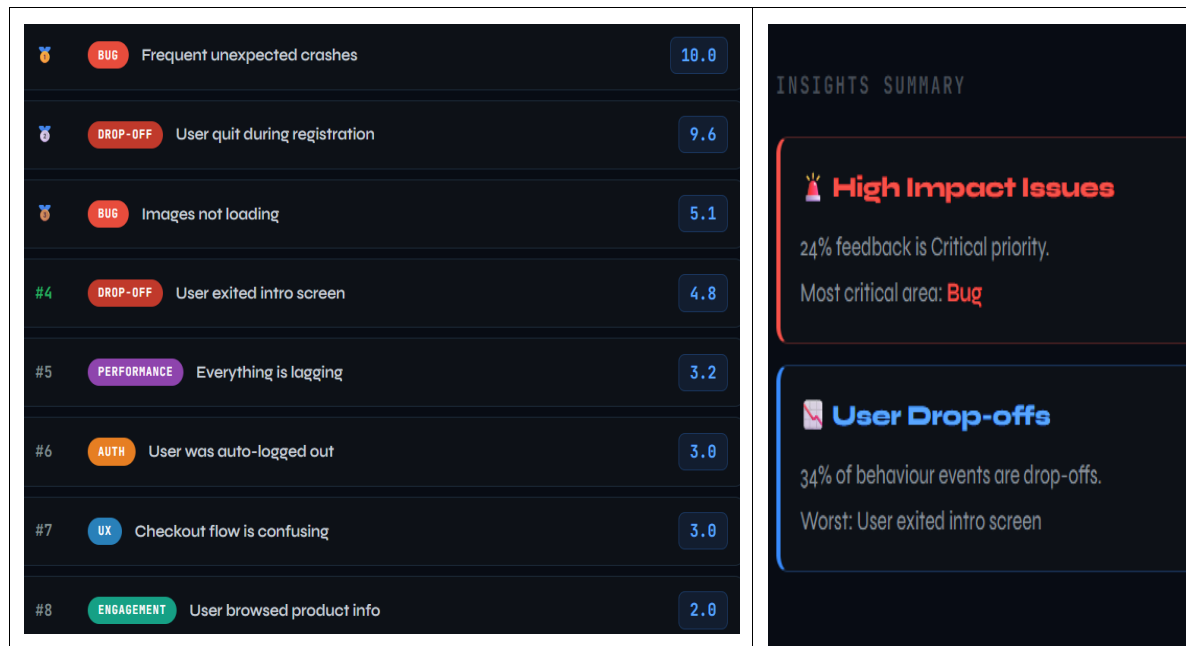 BUG Frequent unexpected crashes 10.0
DROP-OFF User quit during registration 9.6
BUG Images not loading 5.1
#4 DROP-OFF User exited intro screen 4.8
#5 PERFORMANCE Everything is lagging 3.2
#6 AUTH User was auto-logged out 3.0
#7 UX Checkout flow is confusing 3.0
#8 ENGAGEMENT User browsed product info 2.0
INSIGHTS SUMMARY
High Impact Issues
24% feedback is Critical priority.
Most critical area: Bug
User Drop-offs
34% of behaviour events are drop-offs.
Worst: User exited intro screen